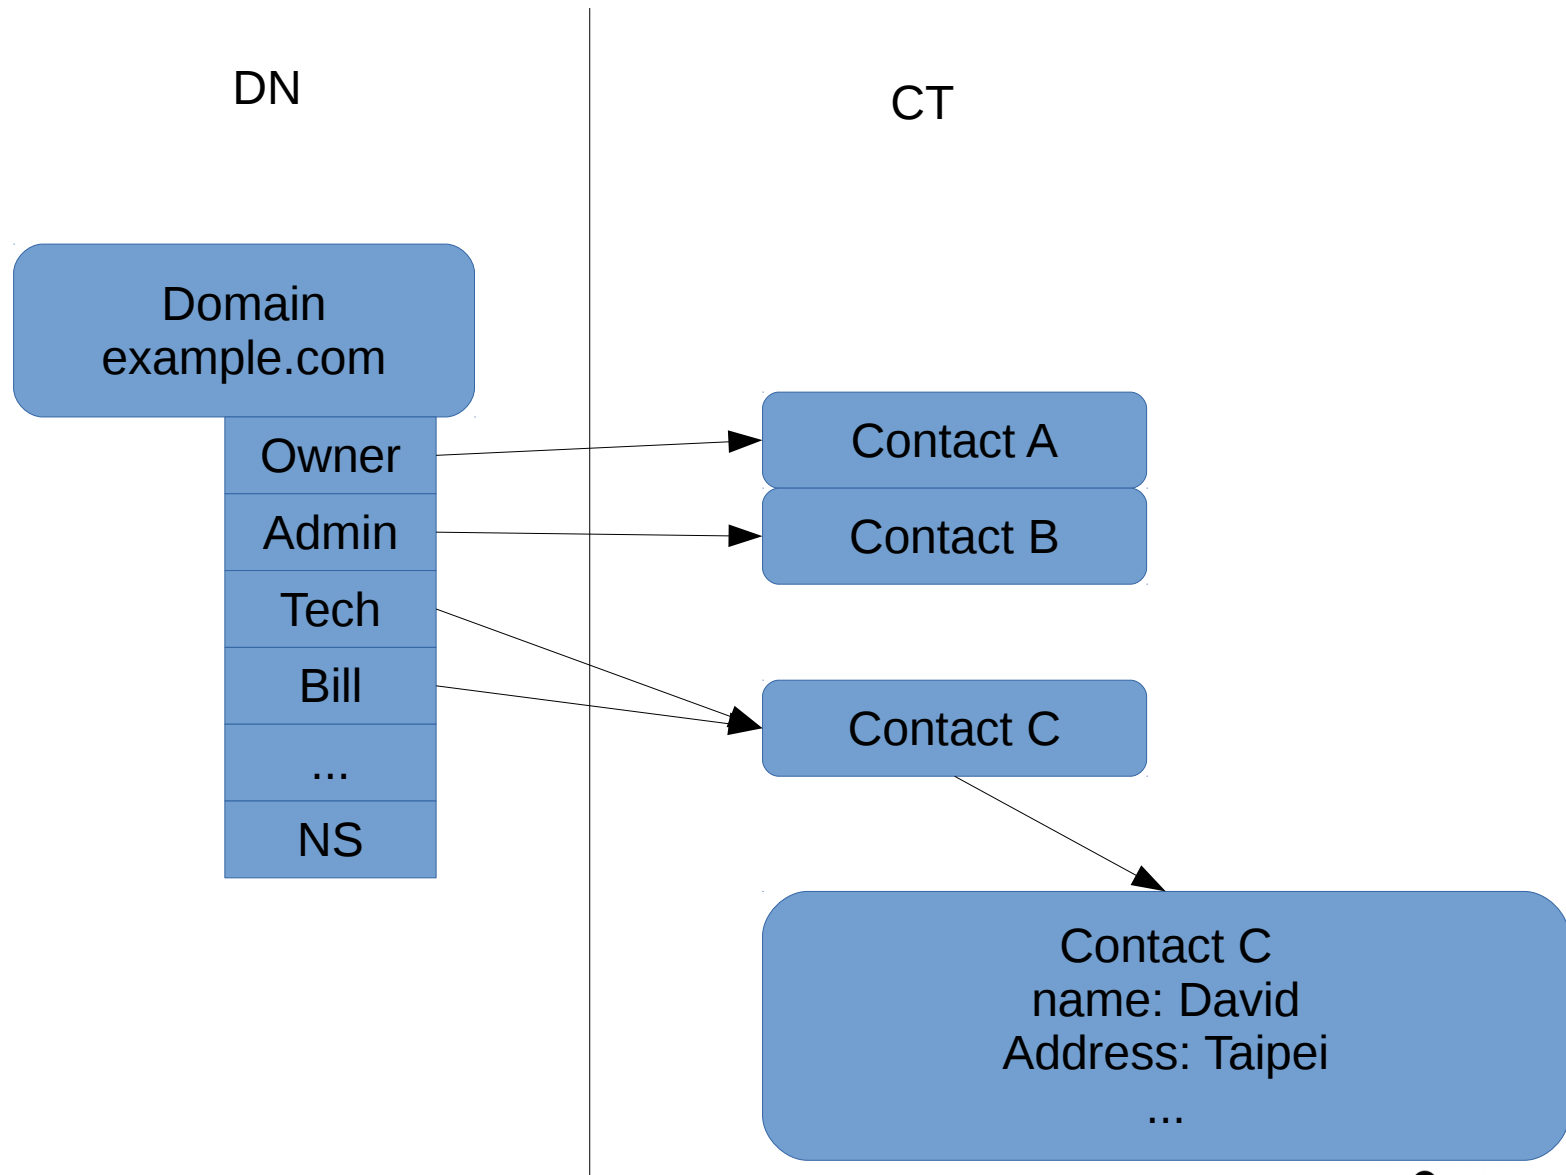 DN
CT
Domain
example.com
Owner
Admin
Tech
Bill
...
NS
Contact A
Contact B
Contact C
Contact C
name: David
Address: Taipei
...